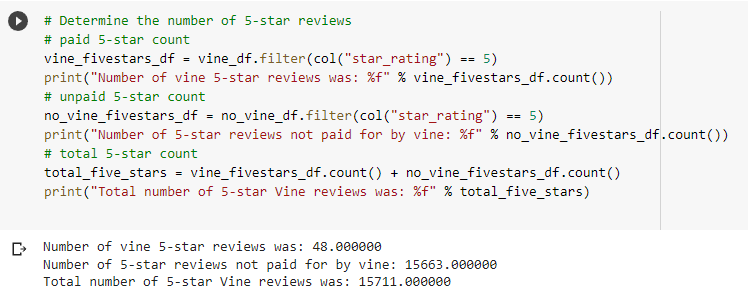 # Determine the number of 5-star reviews
# paid 5-star count
vine_fivestars_df = vine_df.filter(col("star_rating") == 5)
print("Number of vine 5-star reviews was: %f" % vine_fivestars_df.count())
# unpaid 5-star count
no_vine_fivestars_df = no_vine_df.filter(col("star_rating") == 5)
print("Number of 5-star reviews not paid for by vine: %f" % no_vine_fivestars_df.count())
# total 5-star count
total_five_stars = vine_fivestars_df.count() + no_vine_fivestars_df.count()
print("Total number of 5-star Vine reviews was: %f" % total_five_stars)
Number of vine 5-star reviews was: 48.000000
Number of 5-star reviews not paid for by vine: 15663.000000
Total number of 5-star Vine reviews was: 15711.000000